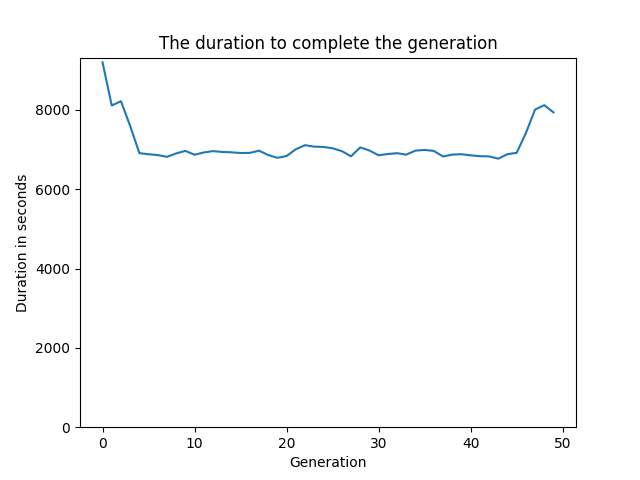 The duration to complete the generation
8000
6000
4000
2000
0
Duration in seconds
0 10 20 30 40 50
Generation